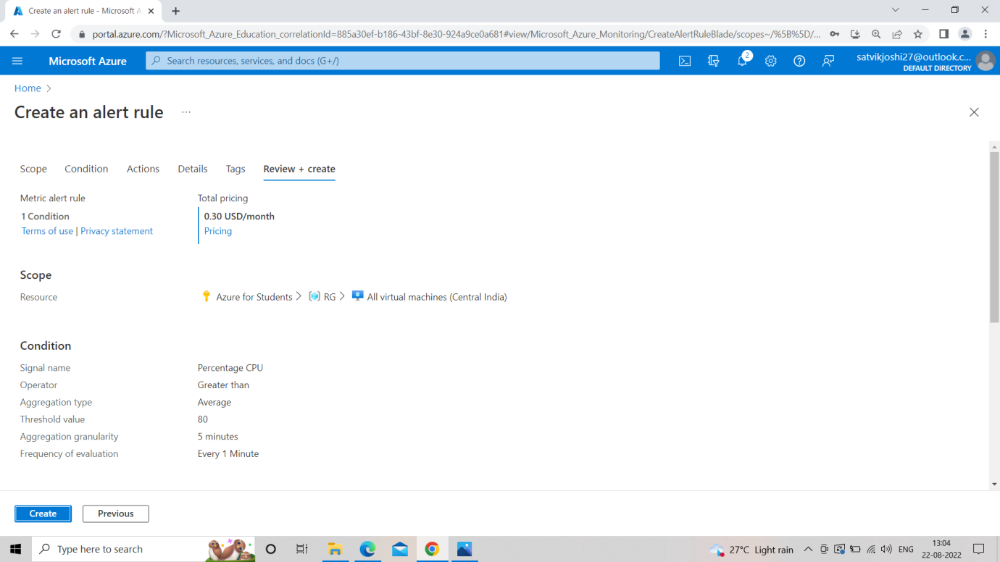 Create an alert rule - Microsoft A
portal.azure.com/?Microsoft_Azure_Education_correlationId=885a30ef-b186-43bf-8e30-924a9ce0a681#view/Microsoft_Azure_Monitoring/CreateAlertRuleBlade/scopes~/%5B%5D/...
Microsoft Azure
Search resources, services, and docs (G+/)
2
satvikjoshi27@outlook.c...
DEFAULT DIRECTORY
Home >
Create an alert rule ...
Scope Condition Actions Details Tags Review + create
Metric alert rule Total pricing
1 Condition 0.30 USD/month
Terms of use | Privacy statement Pricing
Scope
Resource Azure for Students > RG > All virtual machines (Central India)
Condition
Signal name Percentage CPU
Operator Greater than
Aggregation type Average
Threshold value 80
Aggregation granularity 5 minutes
Frequency of evaluation Every 1 Minute
Create Previous
Type here to search
27°C Light rain
ENG
13:04
22-08-2022